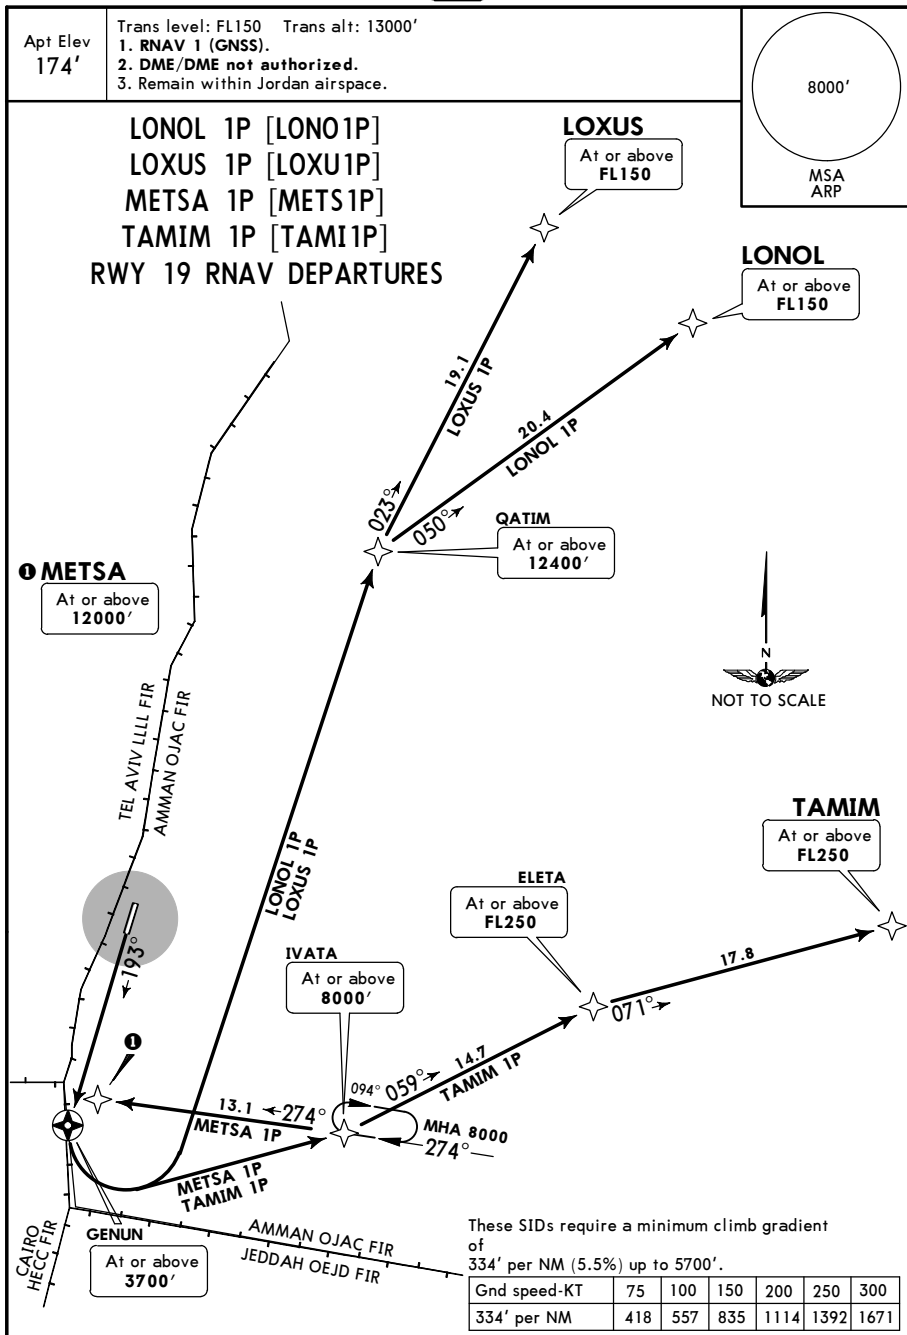 Apt Elev
174'
Trans level: FL150 Trans alt: 13000'
1. RNAV 1 (GNSS).
2. DME/DME not authorized.
3. Remain within Jordan airspace.
8000'
MSA
ARP
LONOL 1P [LONO1P]
LOXUS 1P [LOXU1P]
METSA 1P [METS1P]
TAMIM 1P [TAMI1P]
RWY 19 RNAV DEPARTURES
LOXUS
At or above
FL150
LONOL
At or above
FL150
19.1
LOXUS 1P
20.4
LONOL 1P
023°
050°
QATIM
At or above
12400'
❶ METSA
At or above
12000'
N
NOT TO SCALE
TEL AVIV LLLL FIR
AMMAN OJAC FIR
TAMIM
At or above
FL250
LONOL 1P
LOXUS 1P
ELETA
At or above
FL250
193°
IVATA
At or above
8000'
17.8
071°
❶
14.7
TAMIM 1P
059°
094°
13.1
274°
METSA 1P
MHA 8000
274°
METSA 1P
TAMIM 1P
GENUN
At or above
3700'
CAIRO
HECC FIR
AMMAN OJAC FIR
JEDDAH OEJD FIR
These SIDs require a minimum climb gradient
of
334' per NM (5.5%) up to 5700'.
Gnd speed-KT 75 100 150 200 250 300
334' per NM 418 557 835 1114 1392 1671